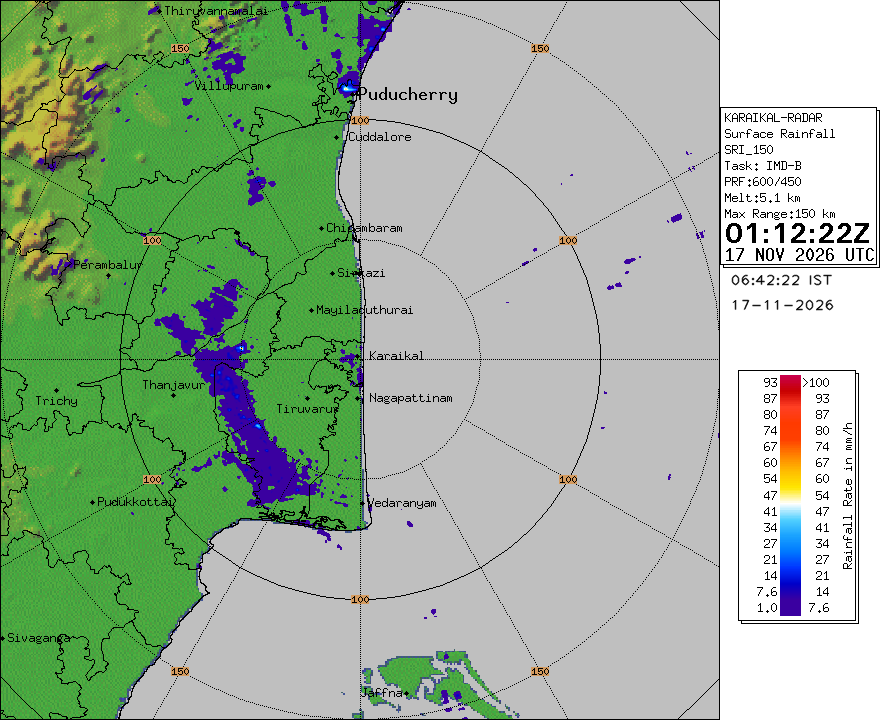 Thiruvannamalai
150
150
Villupuram
Puducherry
100
Cuddalore
Chidambaram
100
100
Perambalur
Sirkazi
Mayiladuthurai
Karaikal
Thanjavur
Trichy
Tiruvarur
Nagapattinam
100
100
Pudukkottai
Vedaranyam
100
Sivaganga
150
150
Jaffna
KARAIKAL-RADAR
Surface Rainfall
SRI_150
Task: IMD-B
PRF:600/450
Melt:5.1 km
Max Range:150 km
01:12:22Z
17 NOV 2026 UTC
06:42:22 IST
17-11-2026
93 >100
87 93
80 87
74 80
67 74
60 67
54 60
47 54
41 47
34 41
27 34
21 27
14 21
7.6 14
1.0 7.6
Rainfall Rate in mm/h